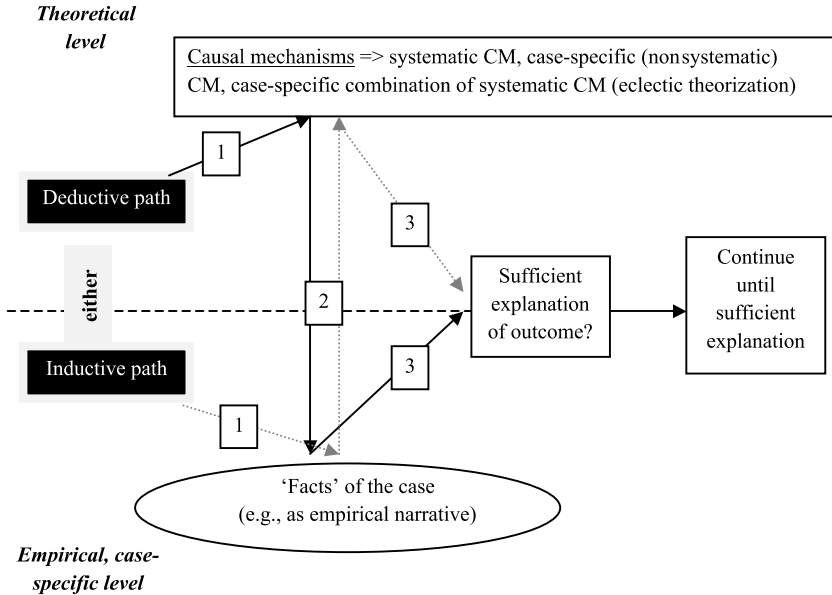 Theoretical
level
Causal mechanisms => systematic CM, case-specific (nonsystematic)
CM, case-specific combination of systematic CM (eclectic theorization)
1
Deductive path
3
either
2
Sufficient
explanation
of outcome?
Continue
until
sufficient
explanation
Inductive path
3
1
‘Facts’ of the case
(e.g., as empirical narrative)
Empirical, case-
specific level